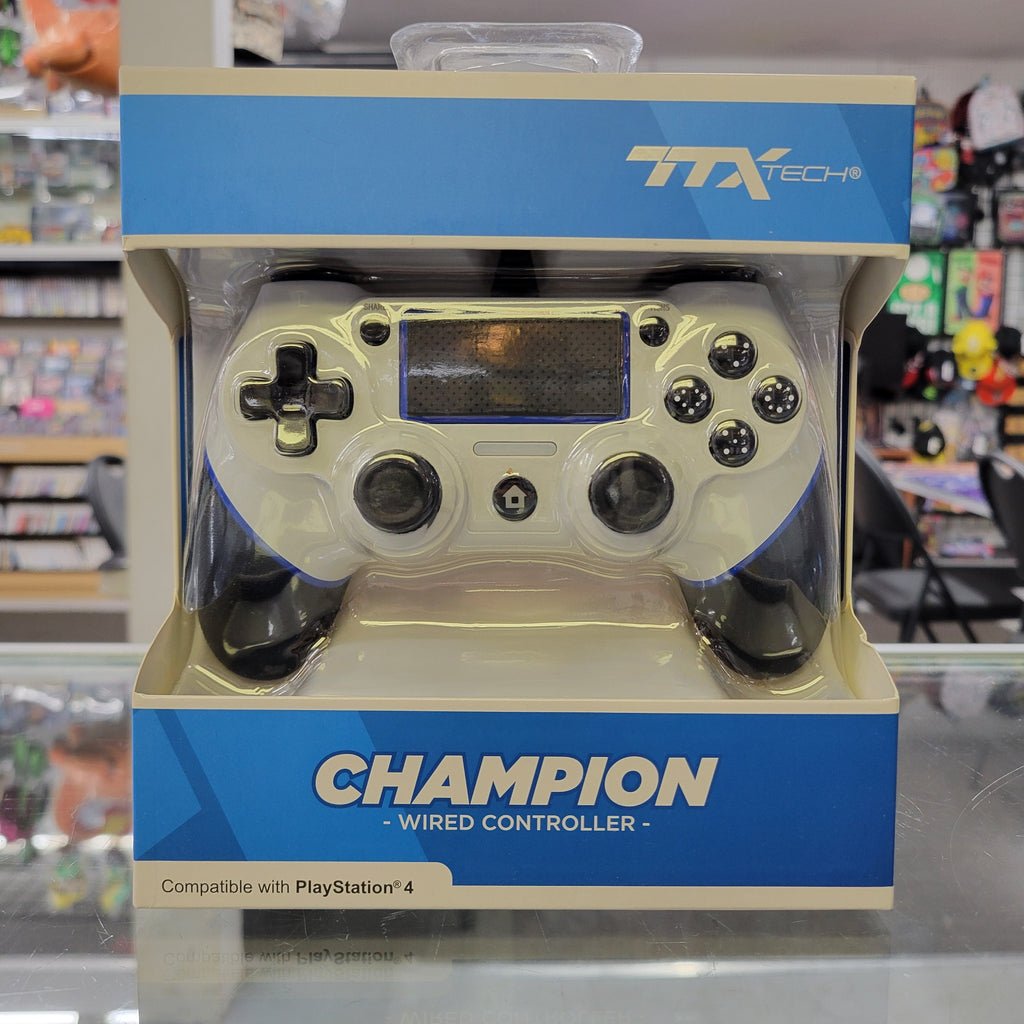 TTX TECH®
SHARE
CHAMPION
- WIRED CONTROLLER -
Compatible with PlayStation® 4